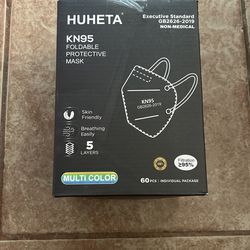 HUHETA
Executive Standard
GB2626-2019
NON-MEDICAL
KN95
FOLDABLE
PROTECTIVE
MASK
KN95
GB2626-2019
Skin
Friendly
Breathing
Easily
5
LAYERS
Filtration
≥95%
MULTI COLOR
60 PCS / INDIVIDUAL PACKAGE